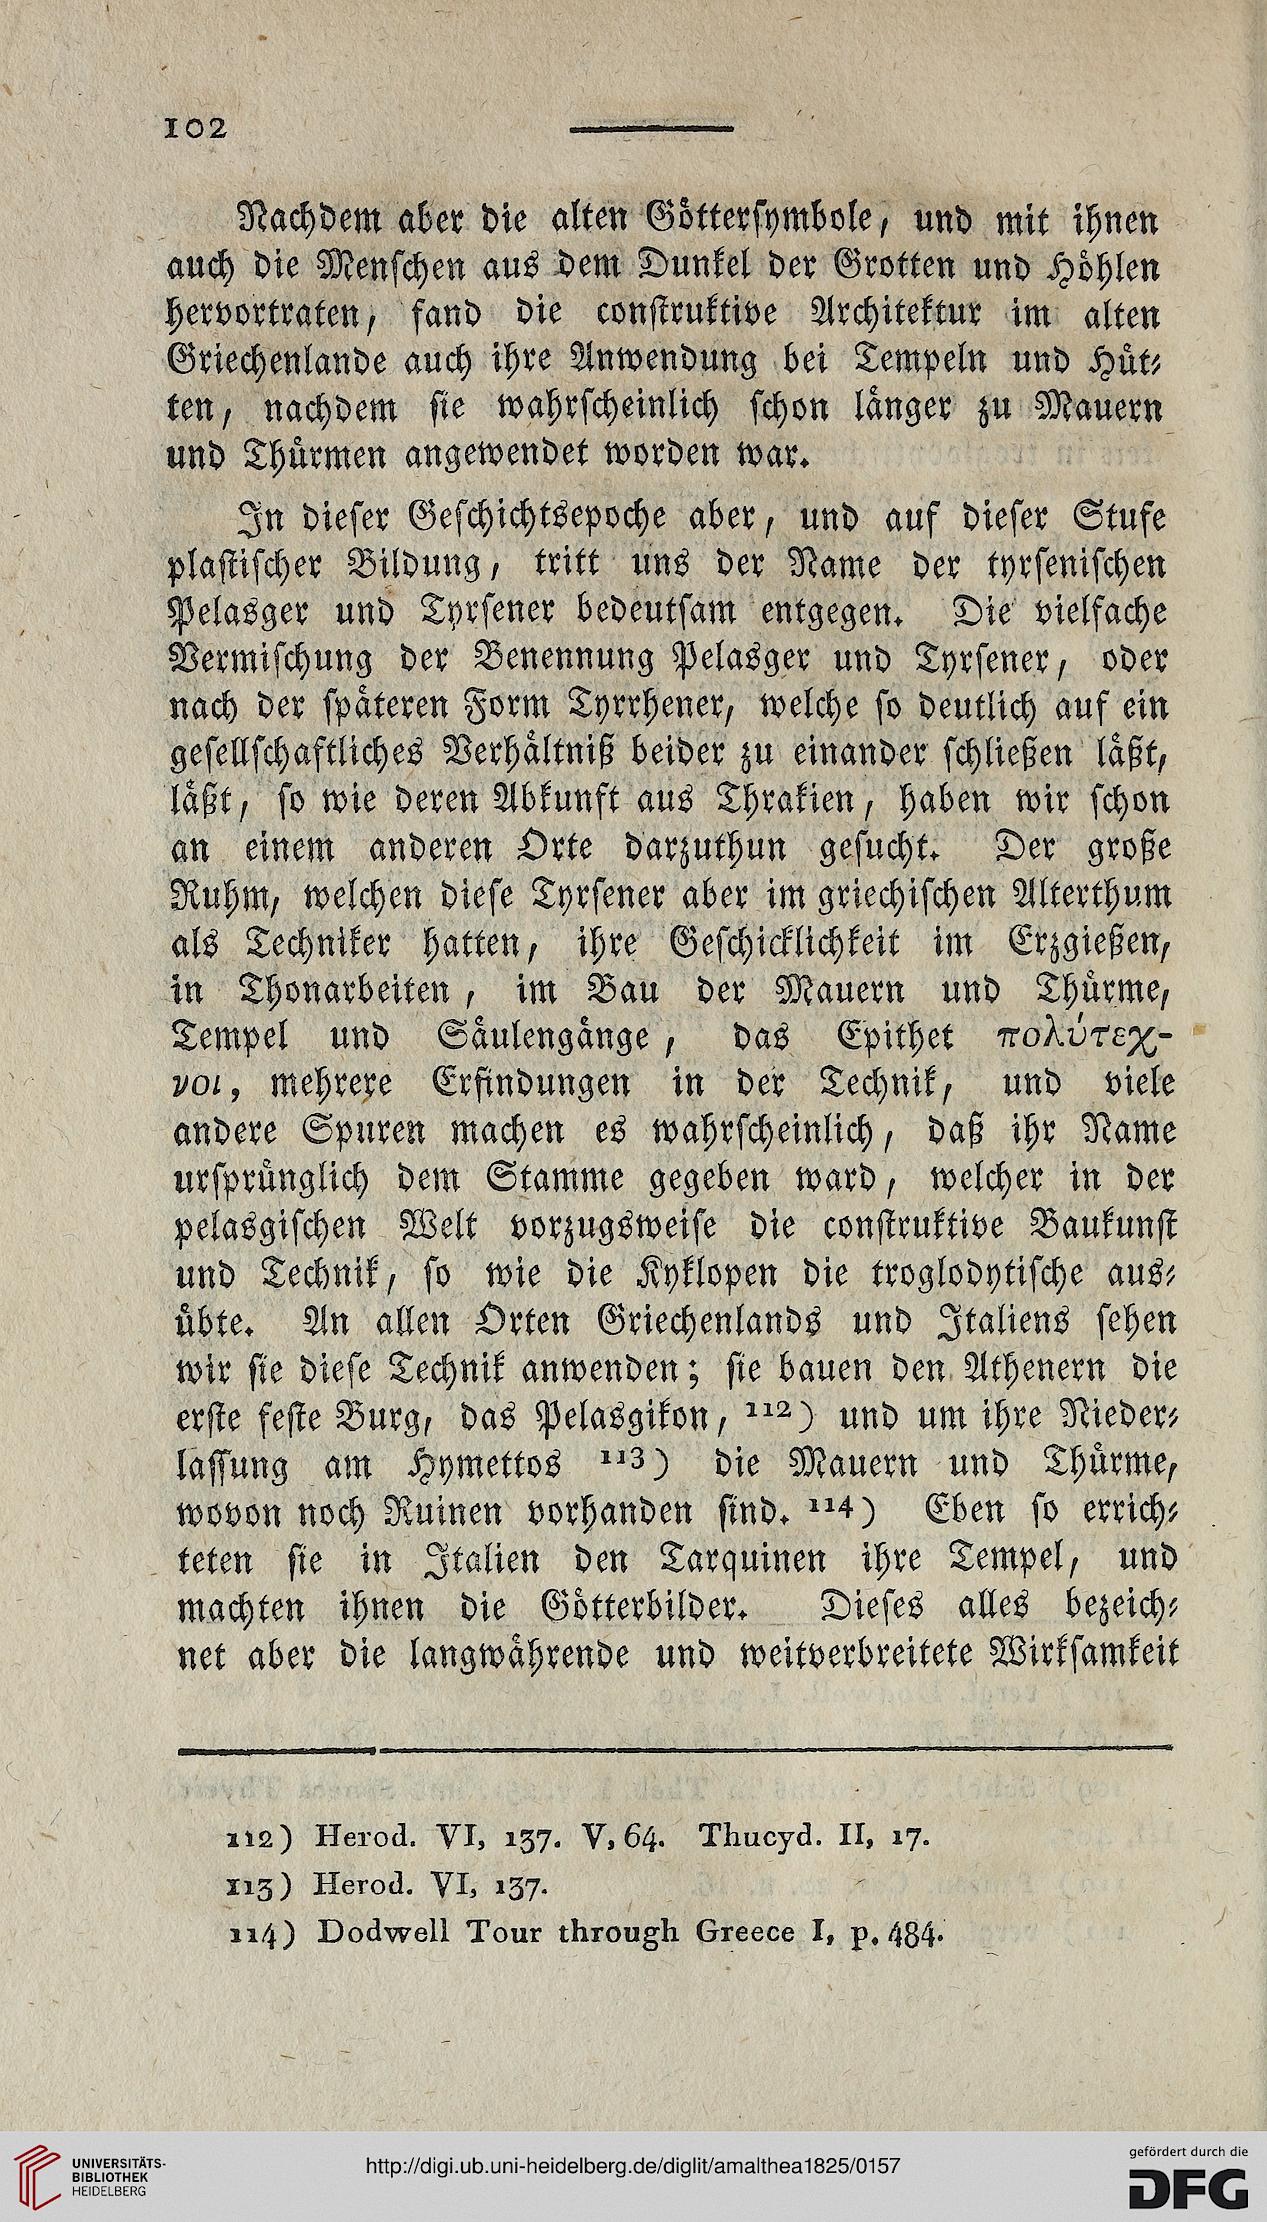 102
Nachdem aber die alten Göttersymbole, und mit ihnen
auch die Menschen aus dem Dunkel der Grotten und Höhlen
hervortraten, fand die construktive Architektur im alten
Griechenlande auch ihre Anwendung bei Tempeln und Hüt-
ten, nachdem sie wahrscheinlich schon länger zu Mauern
und Thürmen angewendet worden war.
In dieser Geschichtsepoche aber, und auf dieser Stufe
plastischer Bildung, tritt uns der Name der tyrsenischen
Pelasger und Tyrsener bedeutsam entgegen. Die vielfache
Vermischung der Benennung Pelasger und Tyrsener, oder
nach der späteren Form Tyrrhener, welche so deutlich auf ein
gesellschaftliches Verhältniß beider zu einander schließen läßt,
läßt, so wie deren Abkunft aus Thrakien, haben wir schon
an einem anderen Orte darzuthun gesucht. Der große
Ruhm, welchen diese Tyrsener aber im griechischen Alterthum
als Techniker hatten, ihre Geschicklichkeit im Erzgießen,
in Thonarbeiten, im Bau der Mauern und Thürme,
Tempel und Säulengänge, das Epithet πολύτεχ-
νοι, mehrere Erfindungen in der Technik, und viele
andere Spuren machen es wahrscheinlich, daß ihr Name
ursprünglich dem Stamme gegeben ward, welcher in der
pelasgischen Welt vorzugsweise die construktive Baukunst
und Technik, so wie die Kyklopen die troglodytische aus-
übte. An allen Orten Griechenlands und Italiens sehen
wir sie diese Technik anwenden; sie bauen den Athenern die
erste feste Burg, das Pelasgikon, 112) und um ihre Nieder-
lassung am Hymettos 113) die Mauern und Thürme,
wovon noch Ruinen vorhanden sind. 114) Eben so errich-
teten sie in Italien den Tarquinen ihre Tempel, und
machten ihnen die Götterbilder. Dieses alles bezeich-
net aber die langwährende und weitverbreitete Wirksamkeit
112) Herod. VI, 137. V, 64. Thucyd. II, 17.
113) Herod. VI, 137.
114) Dodwell Tour through Greece I, p. 484.
UNIVERSITÄTS-
BIBLIOTHEK
HEIDELBERG
http://digi.ub.uni-heidelberg.de/diglit/amalthea1825/0157
gefördert durch die
DFG